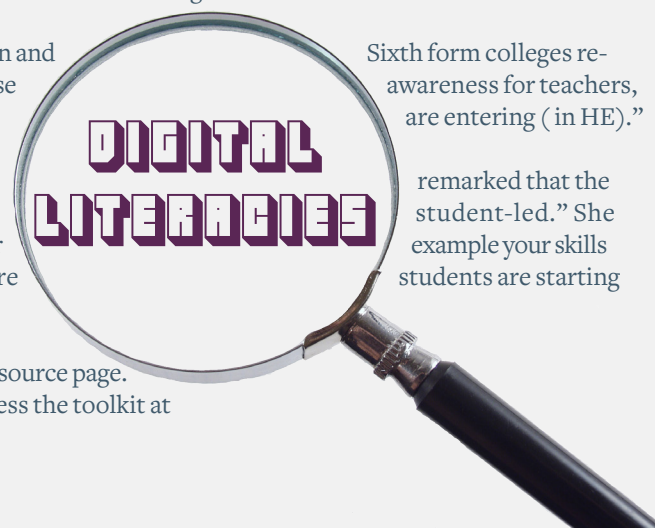 n and
se
DIGITAL
LITERACIES
re
source page.
ess the toolkit at
Sixth form colleges re-
awareness for teachers,
are entering ( in HE).”
remarked that the
student-led.” She
example your skills
students are starting